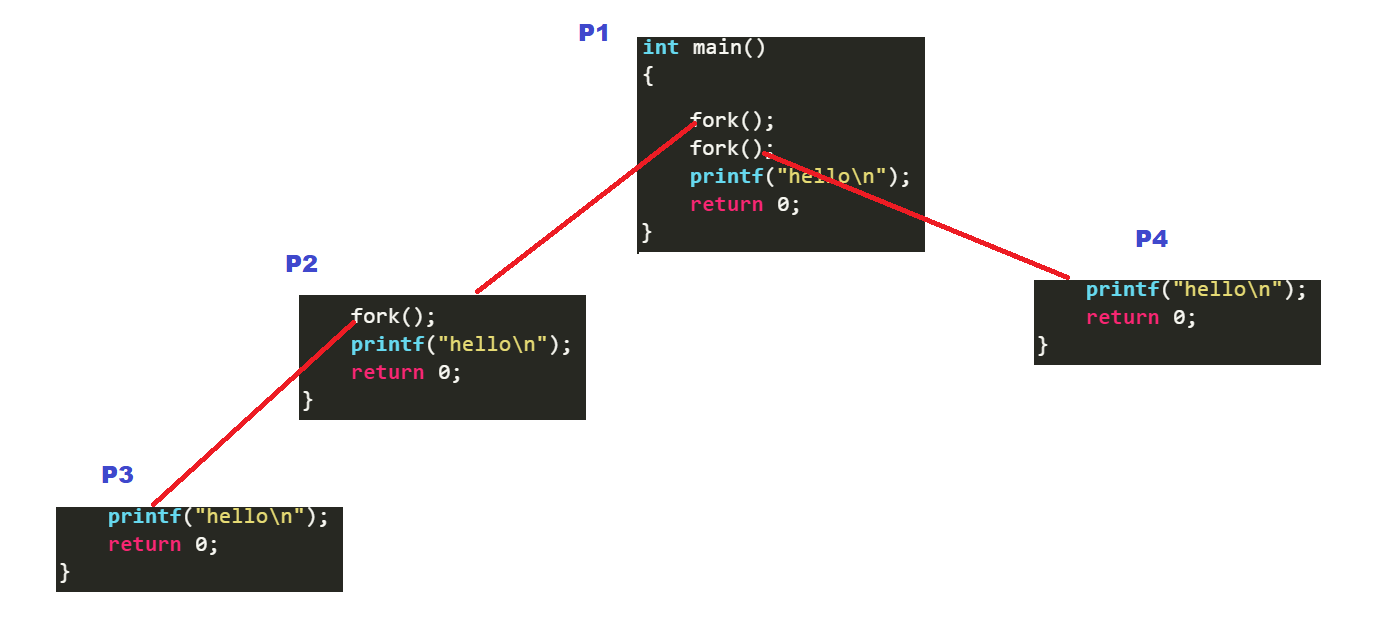 P1
int main()
{
fork();
fork();
printf("hello\n");
return 0;
}
P2
fork();
printf("hello\n");
return 0;
}
P4
printf("hello\n");
return 0;
}
P3
printf("hello\n");
return 0;
}